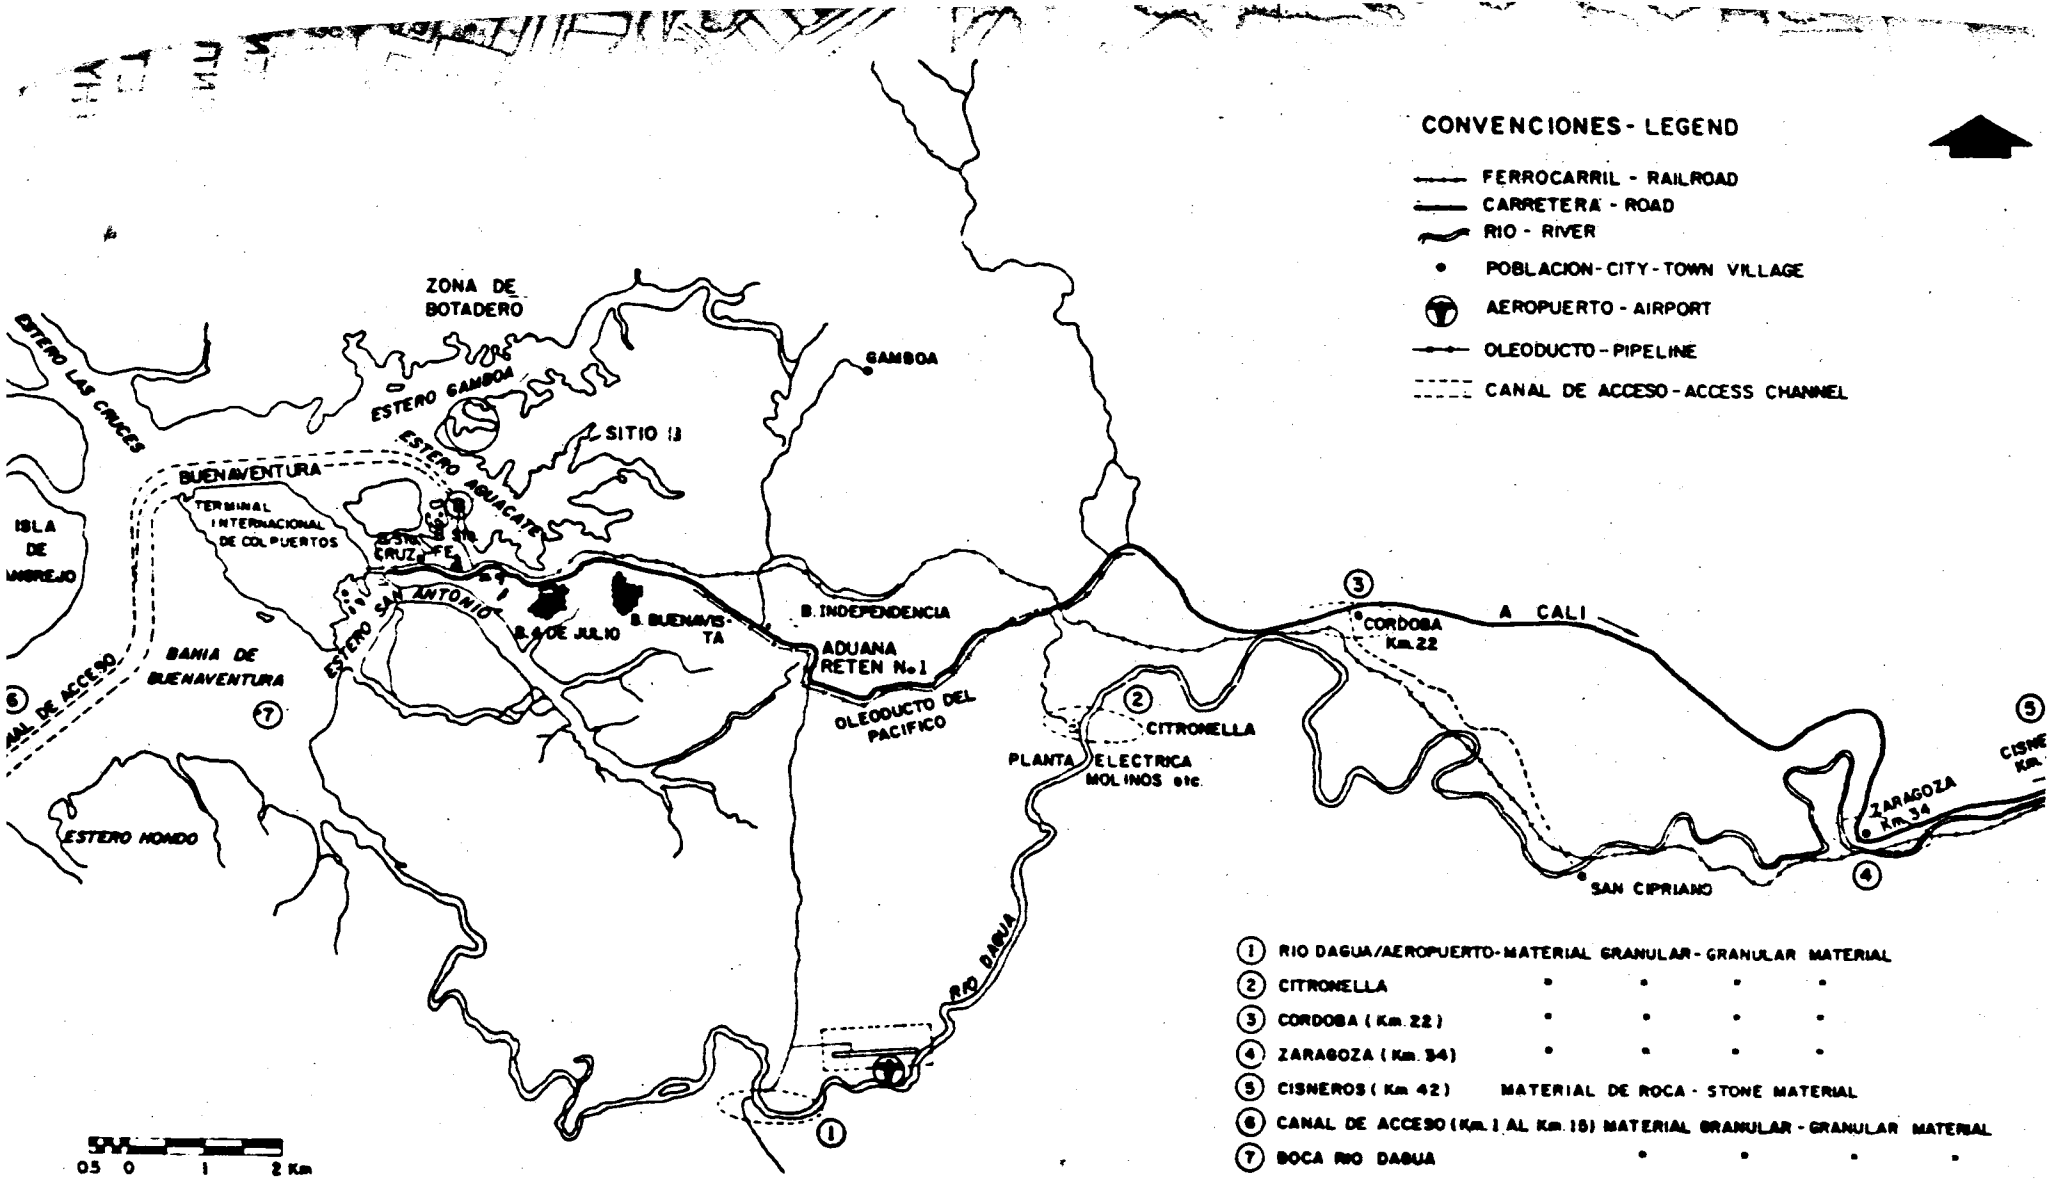 CONVENCIONES - LEGEND
FERROCARRIL - RAILROAD
CARRETERA - ROAD
RIO - RIVER
POBLACION-CITY-TOWN VILLAGE
AEROPUERTO - AIRPORT
OLEODUCTO - PIPELINE
CANAL DE ACCESO - ACCESS CHANNEL
ZONA DE
BOTADERO
ESTERO LAS CRUCES
ESTERO GAMBOA
GAMBOA
SITIO
ESTERO AGUACATE
BUENAVENTURA
TERMINAL
INTERNACIONAL
DE COLPUERTOS
ISLA
DE
CRUZ
FE
ESTERO SAN ANTONIO
B. 4 DE JULIO
B. BUENAVIS-
TA
B. INDEPENDENCIA
ADUANA
RETEN No. 1
OLEODUCTO DEL
PACIFICO
3
CORDOBA
Km. 22
A CALI
BAHIA DE
BUENAVENTURA
6
DE ACCESO
7
2
CITRONELLA
PLANTA ELECTRICA
MOLINOS etc.
5
ZARAGOZA
Km. 34
4
SAN CIPRIANO
ESTERO HONDO
RIO DAGUA
1
1 RIO DAGUA/AEROPUERTO-MATERIAL GRANULAR-GRANULAR MATERIAL
2 CITRONELLA " " " "
3 CORDOBA (Km. 22) " " " "
4 ZARAGOZA (Km. 34) " " " "
5 CISNEROS (Km 42) MATERIAL DE ROCA - STONE MATERIAL
6 CANAL DE ACCESO (Km. 1 AL Km. 15) MATERIAL GRANULAR - GRANULAR MATERIAL
7 BOCA RIO DAGUA " " " "
0.5 0 1 2 Km